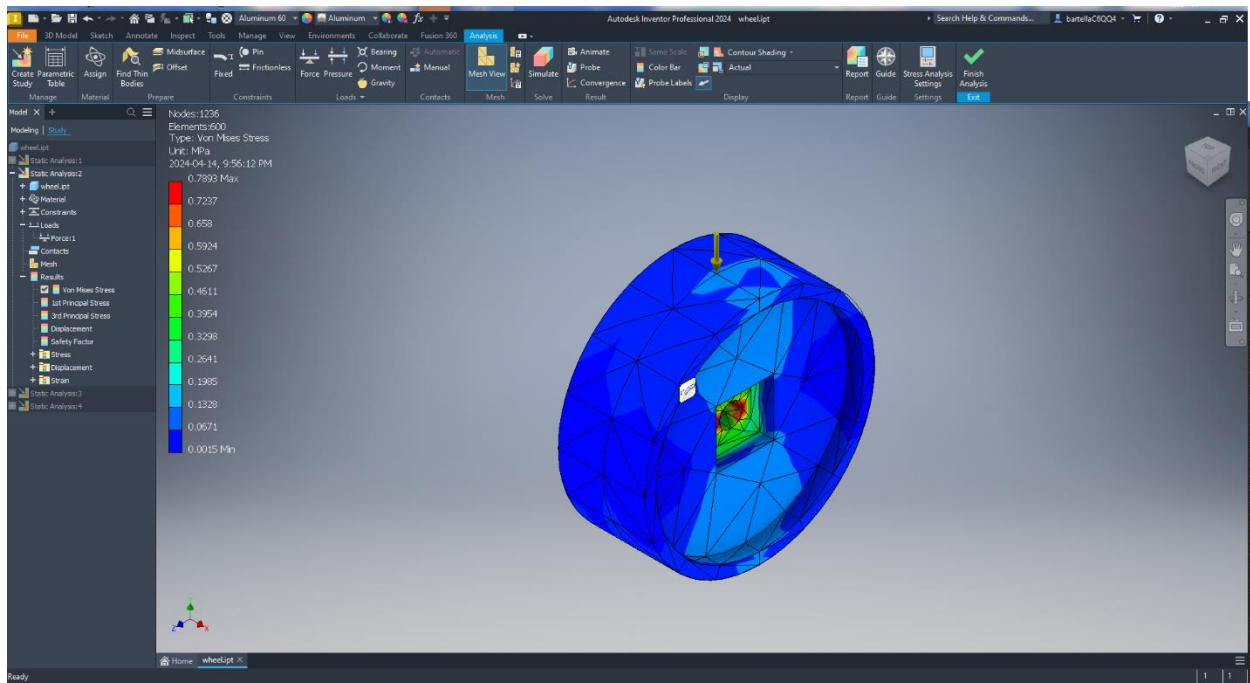 Aluminum 60
Aluminum
fx
Autodesk Inventor Professional 2024 wheel.ipt
Search Help & Commands...
bartellaC6QQ4
File 3D Model Sketch Annotate Inspect Tools Manage View Environments Collaborate Fusion 360 Analysis
Create Study
Parametric Table
Assign
Find Thin Bodies
Midsurface
Offset
Fixed
Pin
Frictionless
Force
Pressure
Bearing
Moment
Gravity
Automatic
Manual
Mesh View
Simulate
Animate
Probe
Convergence
Same Scale
Color Bar
Probe Labels
Contour Shading
Actual
Report
Guide
Stress Analysis Settings
Finish Analysis
Manage Material Prepare Constraints Loads Contacts Mesh Solve Result Display Report Guide Settings Exit
Model
Modeling | Study
wheel.ipt
Static Analysis:1
Static Analysis:2
wheel.ipt
Material
Constraints
Loads
Force:1
Contacts
Mesh
Results
Von Mises Stress
1st Principal Stress
3rd Principal Stress
Displacement
Safety Factor
Stress
Displacement
Strain
Static Analysis:3
Static Analysis:4
Nodes:1236
Elements:600
Type: Von Mises Stress
Unit: MPa
2024-04-14, 9:56:12 PM
0.7893 Max
0.7237
0.658
0.5924
0.5267
0.4611
0.3954
0.3298
0.2641
0.1985
0.1328
0.0671
0.0015 Min
Home wheel.ipt
Ready
1 1